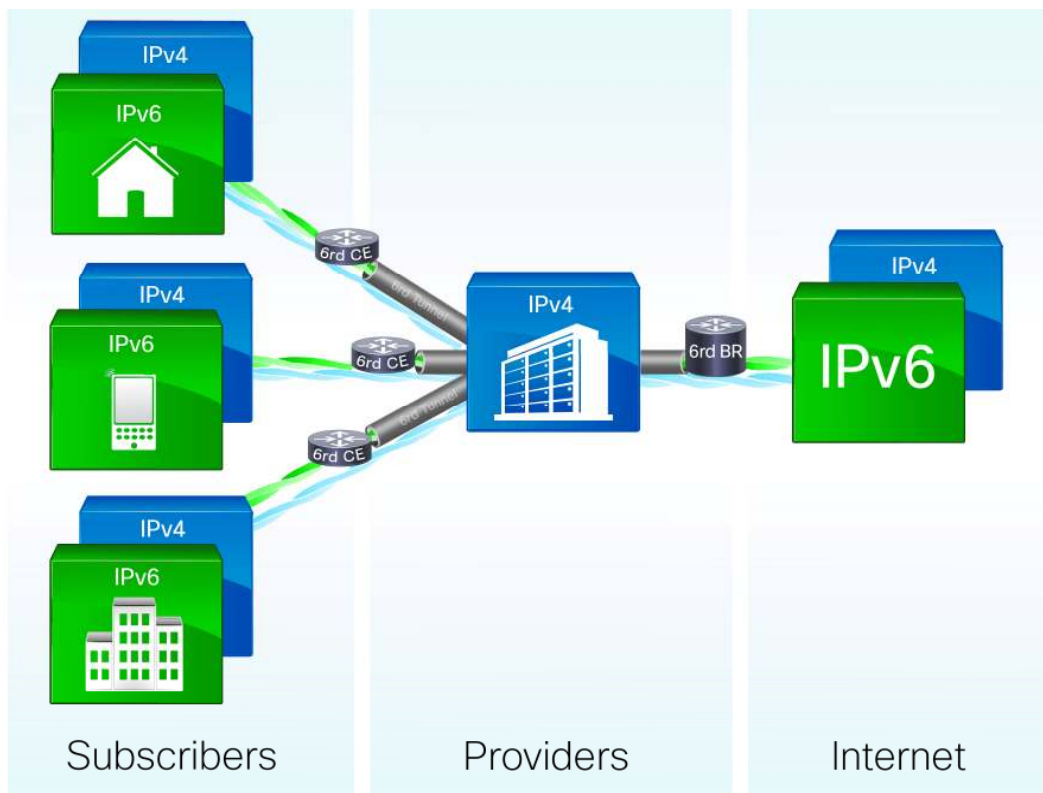 IPv4
IPv6
6rd CE
6rd Tunnel
IPv4
IPv6
6rd CE
IPv4
6rd BR
IPv4
IPv6
6rd Tunnel
6rd CE
IPv4
IPv6
Subscribers
Providers
Internet